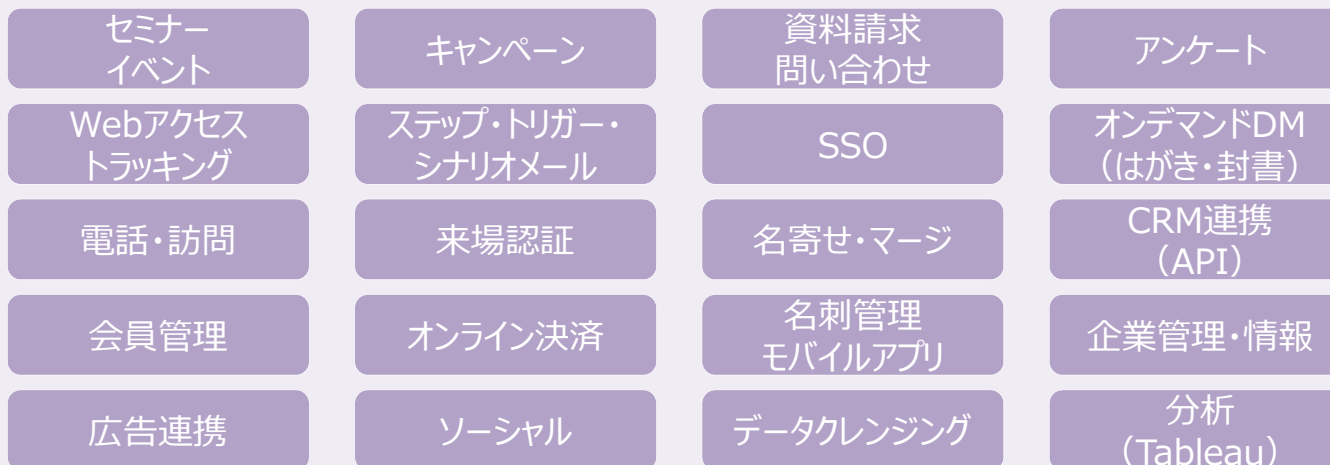 セミナー
イベント
キャンペーン
資料請求
問い合わせ
アンケート
Webアクセス
トラッキング
ステップ・トリガー・
シナリオメール
SSO
オンデマンドDM
（はがき・封書）
電話・訪問
来場認証
名寄せ・マージ
CRM連携
（API）
会員管理
オンライン決済
名刺管理
モバイルアプリ
企業管理・情報
広告連携
ソーシャル
データクレンジング
分析
（Tableau）